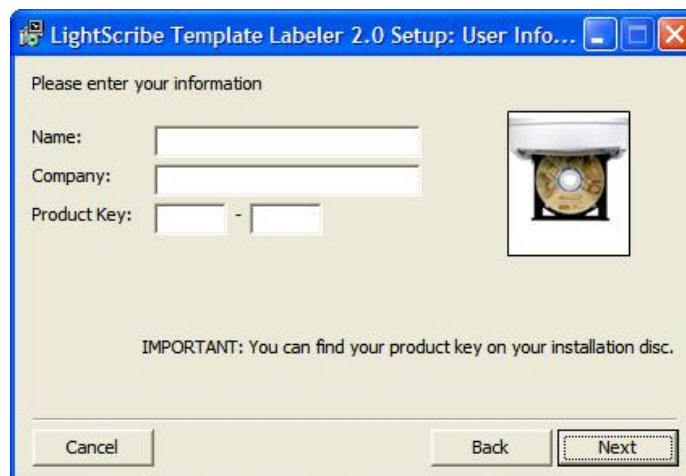 LightScribe Template Labeler 2.0 Setup: User Info...
Please enter your information
Name:
Company:
Product Key: -
IMPORTANT: You can find your product key on your installation disc.
Cancel Back Next